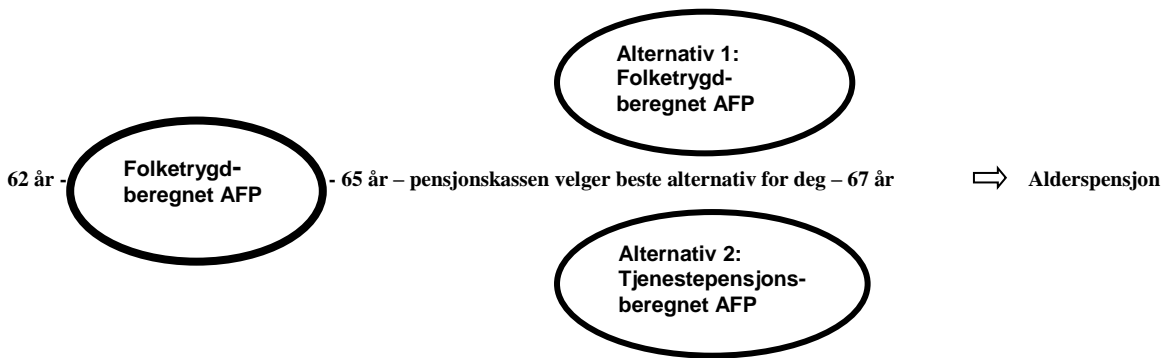 Alternativ 1:
Folketrygd-
beregnet AFP
62 år -
Folketrygd-
beregnet AFP
- 65 år – pensjonskassen velger beste alternativ for deg – 67 år
Alderspensjon
Alternativ 2:
Tjenestepensjons-
beregnet AFP